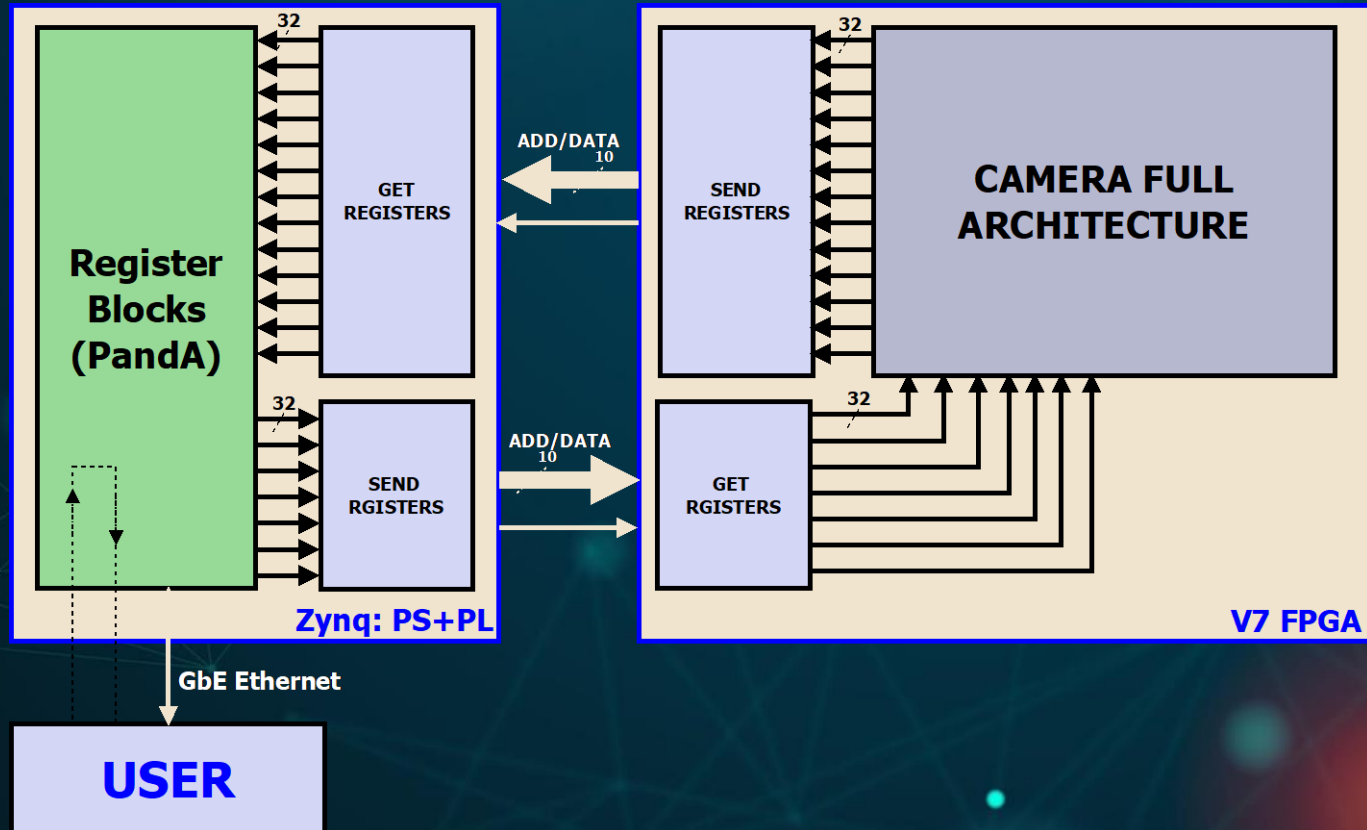 32
Register
Blocks
(PandA)
GET
REGISTERS
32
SEND
RGISTERS
Zynq: PS+PL
ADD/DATA
10
ADD/DATA
10
SEND
REGISTERS
32
CAMERA FULL
ARCHITECTURE
GET
RGISTERS
32
V7 FPGA
GbE Ethernet
USER